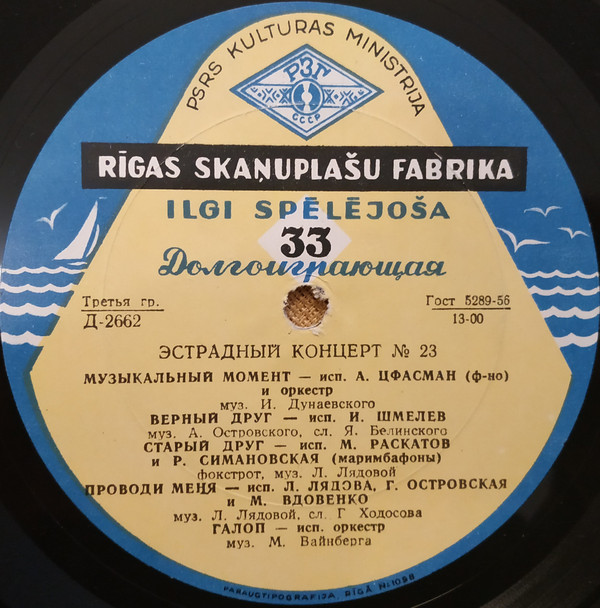 PSRS KULTURAS MINISTRIJA
РЗГ
СССР
RĪGAS SKAŅUPLAŠU FABRIKA
ILGI SPĒLĒJOŠA
33
Долгоиграющая
Третья гр.
Д-2662
Гост 5289-56
13-00
ЭСТРАДНЫЙ КОНЦЕРТ № 23
МУЗЫКАЛЬНЫЙ МОМЕНТ — исп. А. ЦФАСМАН (ф-но)
и оркестр
муз. И. Дунаевского
ВЕРНЫЙ ДРУГ — исп. И. ШМЕЛЕВ
муз. А. Островского, сл. Я. Белинского
СТАРЫЙ ДРУГ — исп. М. РАСКАТОВ
и Р. СИМАНОВСКАЯ (маримбафоны)
фокстрот, муз. Л. Лядовой
ПРОВОДИ МЕНЯ — исп. Л. ЛЯДОВА, Г. ОСТРОВСКАЯ
и М. ВДОВЕНКО
муз. Л. Лядовой, сл. Г Ходосова
ГАЛОП — исп. оркестр
муз. М. Вайнберга
PARAUGTIPOGRAFIJA, RĪGĀ N: 1098